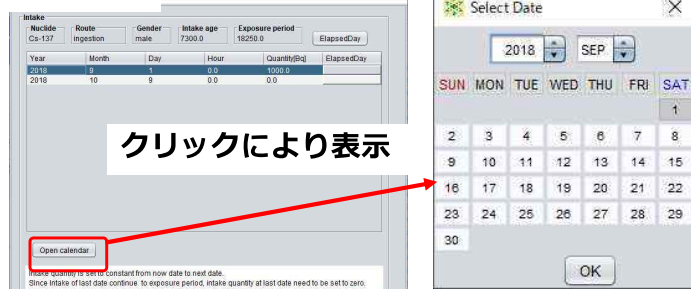 Intake
Nuclide Route Gender Intake age Exposure period
Cs-137 ingestion male 7300.0 18250.0 ElapsedDay
Year Month Day Hour Quantity[Bq] ElapsedDay
2018 9 1 0.0 1000.0
2018 10 9 0.0 0.0
クリックにより表示
Open calendar
Intake quantity is set to constant from now date to next date.
Since Intake of last date continue to exposure period, intake quantity at last date need to be set to zero.
Select Date
2018 SEP
SUN MON TUE WED THU FRI SAT
1
2 3 4 5 6 7 8
9 10 11 12 13 14 15
16 17 18 19 20 21 22
23 24 25 26 27 28 29
30
OK